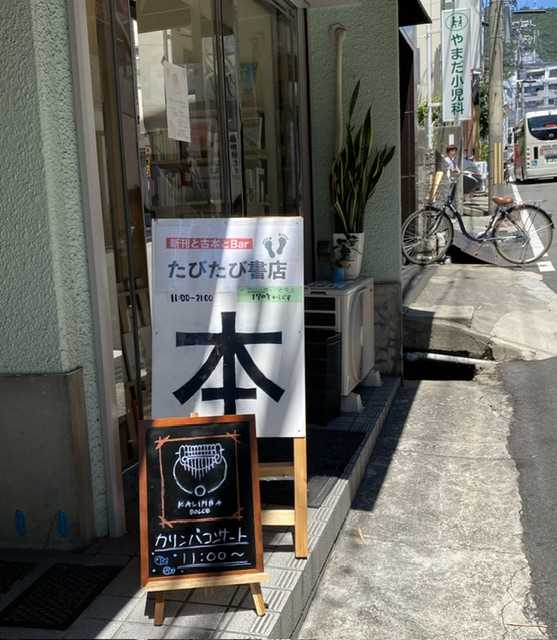 新刊と古本とBar
たびたび書店
11:00-21:00
本
KALIMBA
DOLCE
カリンバコンサート
11:00〜
やまだ小児科